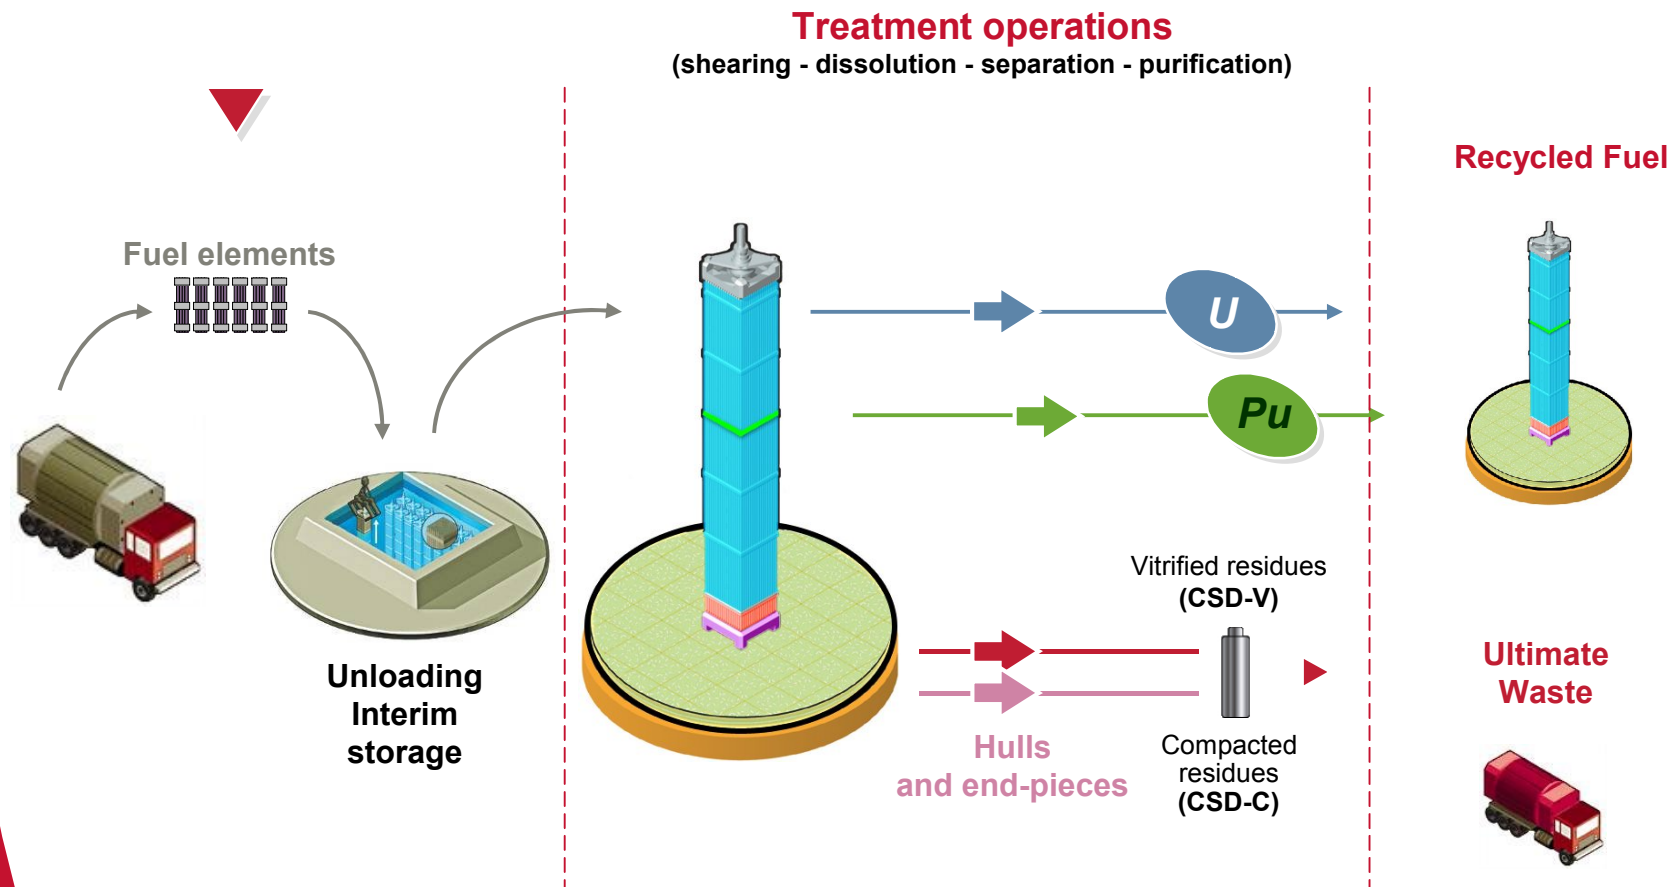 Treatment operations
(shearing - dissolution - separation - purification)
Recycled Fuel
Fuel elements
U
Pu
Unloading
Interim
storage
Vitrified residues
(CSD-V)
Hulls
and end-pieces
Compacted
residues
(CSD-C)
Ultimate
Waste